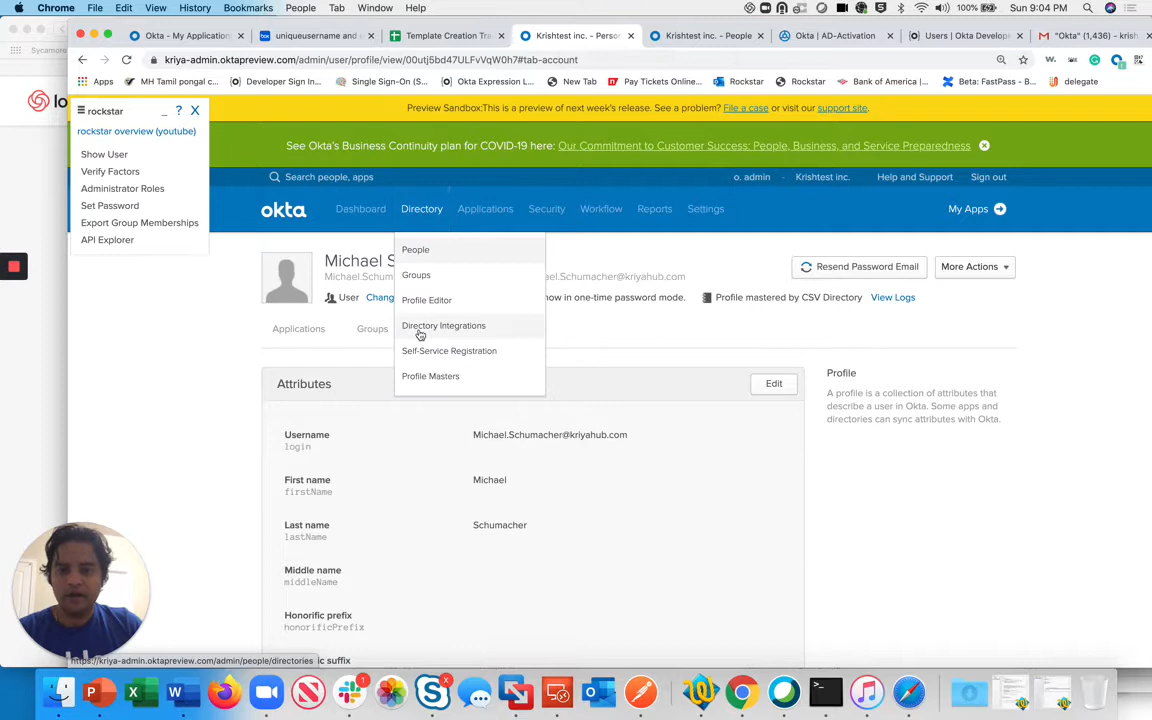 Chrome File Edit View History Bookmarks People Tab Window Help 100% Sun 9:04 PM
Okta - My Application uniqueusername and Template Creation Tra Krishtest inc. - Perso Krishtest inc. - People Okta | AD-Activation Users | Okta Develop "Okta" (1,436) - krish.
kriya-admin.oktapreview.com/admin/user/profile/view/00utj5bd47ULFvVqW0h7#tab-account
Sycamore
Apps MH Tamil pongal c... Developer Sign In... Single Sign-On (S... Okta Expression L... New Tab Pay Tickets Online... Rockstar Rockstar Bank of America |... Beta: FastPass - B... delegate
lo
rockstar _ ? X
rockstar overview (youtube)
Show User
Verify Factors
Administrator Roles
Set Password
Export Group Memberships
API Explorer
Preview Sandbox:This is a preview of next week's release. See a problem? File a case or visit our support site.
See Okta's Business Continuity plan for COVID-19 here: Our Commitment to Customer Success: People, Business, and Service Preparedness
Search people, apps o. admin · Krishtest inc. Help and Support Sign out
okta Dashboard Directory Applications Security Workflow Reports Settings My Apps
People
Groups
Profile Editor
Directory Integrations
Self-Service Registration
Profile Masters
Michael S
Michael.Schum el.Schumacher@kriyahub.com
Resend Password Email More Actions
User Chang now in one-time password mode. Profile mastered by CSV Directory View Logs
Applications Groups
Attributes Edit
Profile
A profile is a collection of attributes that
describe a user in Okta. Some apps and
directories can sync attributes with Okta.
Username Michael.Schumacher@kriyahub.com
login
First name Michael
firstName
Last name Schumacher
lastName
Middle name
middleName
Honorific prefix
honorificPrefix
ic suffix
https://kriya-admin.oktapreview.com/admin/people/directories